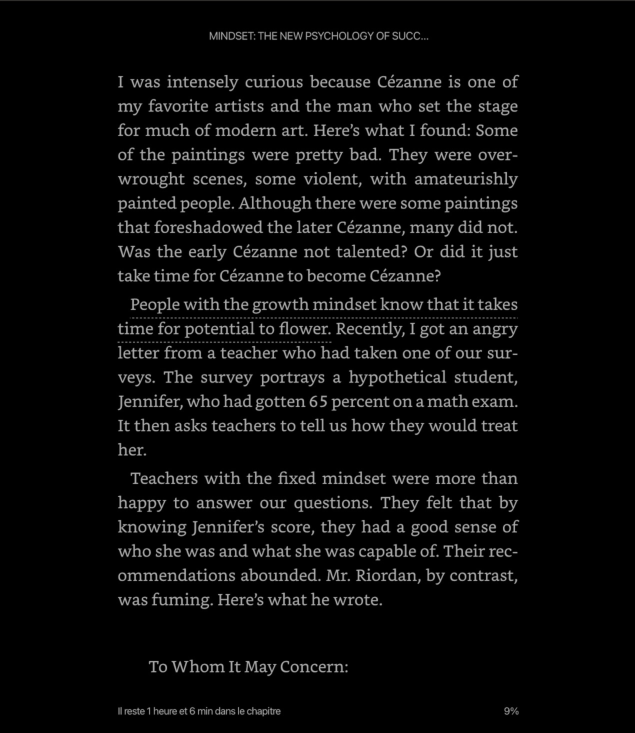 MINDSET: THE NEW PSYCHOLOGY OF SUCC...
I was intensely curious because Cézanne is one of
my favorite artists and the man who set the stage
for much of modern art. Here’s what I found: Some
of the paintings were pretty bad. They were over-
wrought scenes, some violent, with amateurishly
painted people. Although there were some paintings
that foreshadowed the later Cézanne, many did not.
Was the early Cézanne not talented? Or did it just
take time for Cézanne to become Cézanne?
People with the growth mindset know that it takes
time for potential to flower. Recently, I got an angry
letter from a teacher who had taken one of our sur-
veys. The survey portrays a hypothetical student,
Jennifer, who had gotten 65 percent on a math exam.
It then asks teachers to tell us how they would treat
her.
Teachers with the fixed mindset were more than
happy to answer our questions. They felt that by
knowing Jennifer’s score, they had a good sense of
who she was and what she was capable of. Their rec-
ommendations abounded. Mr. Riordan, by contrast,
was fuming. Here’s what he wrote.
To Whom It May Concern:
Il reste 1 heure et 6 min dans le chapitre 9%